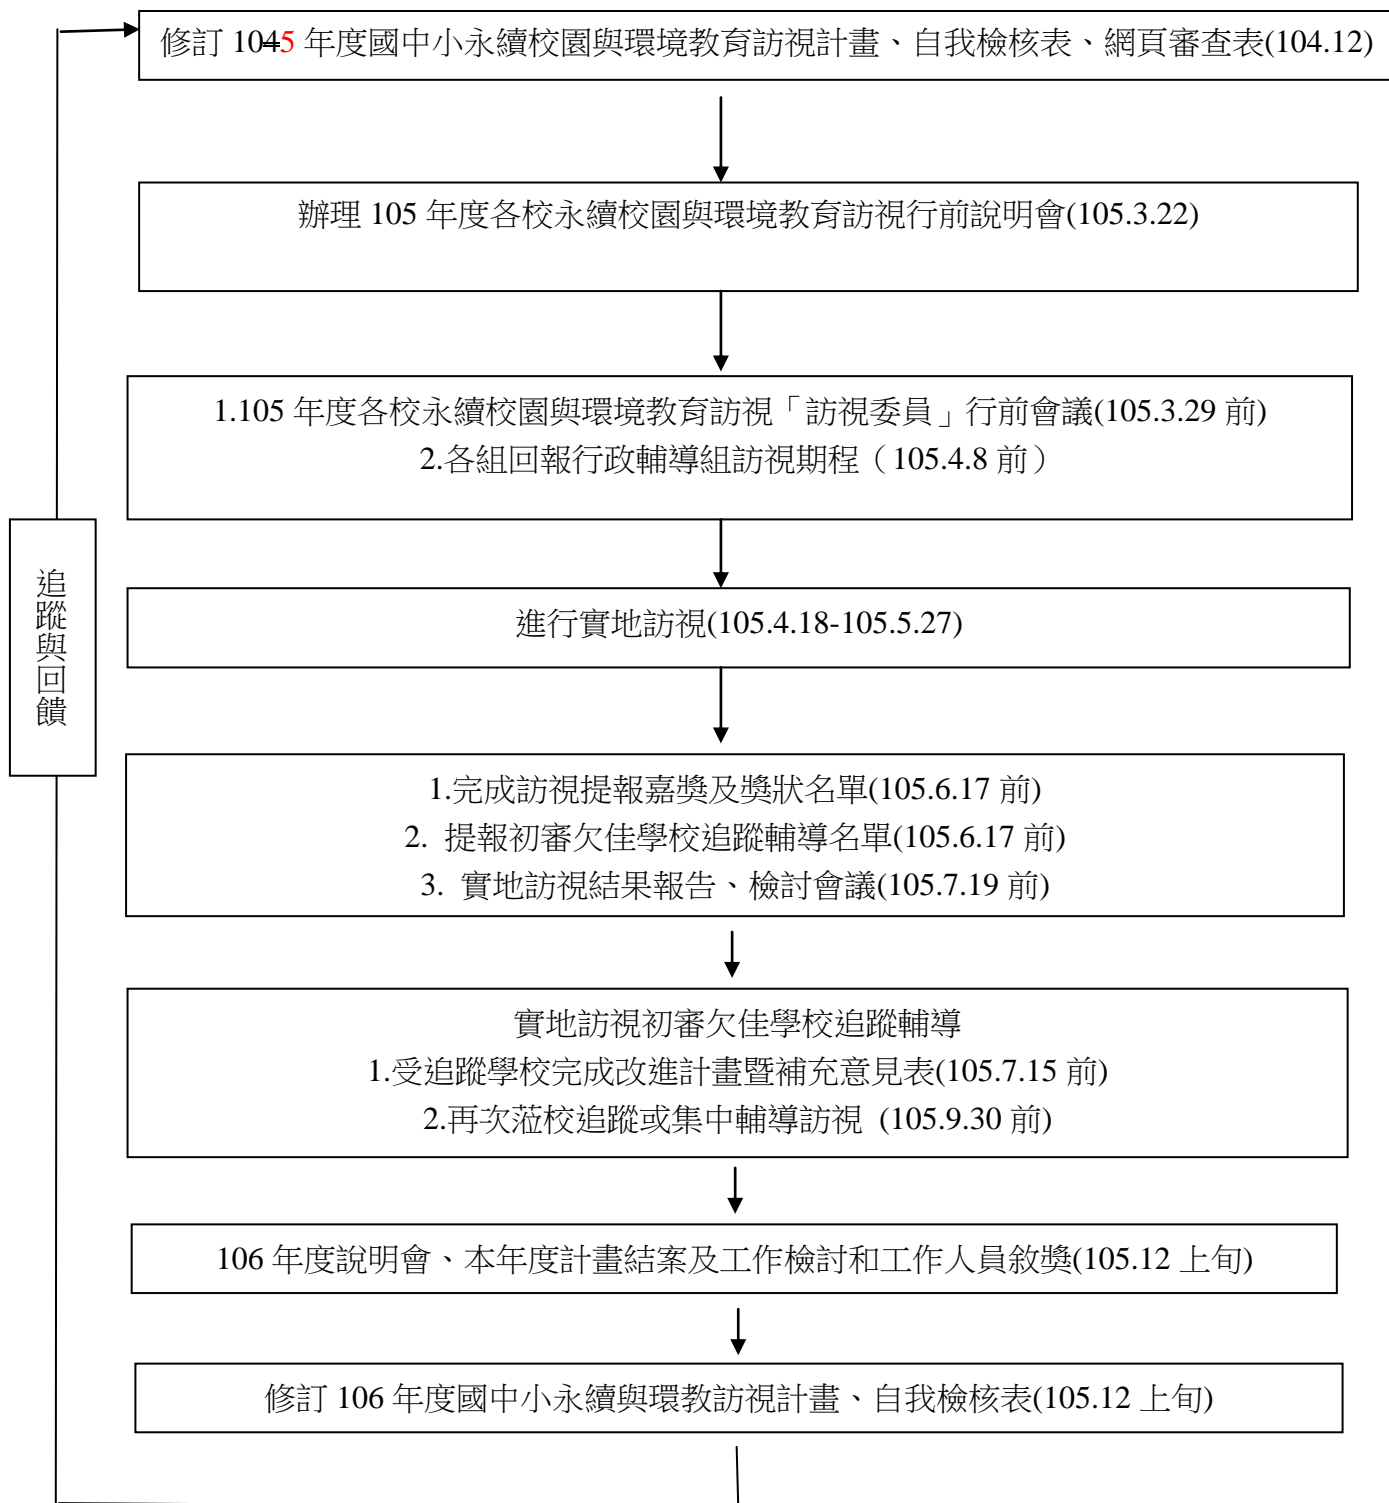 修訂 1045 年度國中小永續校園與環境教育訪視計畫、自我檢核表、網頁審查表(104.12)
辦理 105 年度各校永續校園與環境教育訪視行前說明會(105.3.22)
1.105 年度各校永續校園與環境教育訪視「訪視委員」行前會議(105.3.29 前)
2.各組回報行政輔導組訪視期程（105.4.8 前）
追蹤與回饋
進行實地訪視(105.4.18-105.5.27)
1.完成訪視提報嘉獎及獎狀名單(105.6.17 前)
2. 提報初審欠佳學校追蹤輔導名單(105.6.17 前)
3. 實地訪視結果報告、檢討會議(105.7.19 前)
實地訪視初審欠佳學校追蹤輔導
1.受追蹤學校完成改進計畫暨補充意見表(105.7.15 前)
2.再次蒞校追蹤或集中輔導訪視 (105.9.30 前)
106 年度說明會、本年度計畫結案及工作檢討和工作人員敘獎(105.12 上旬)
修訂 106 年度國中小永續與環教訪視計畫、自我檢核表(105.12 上旬)